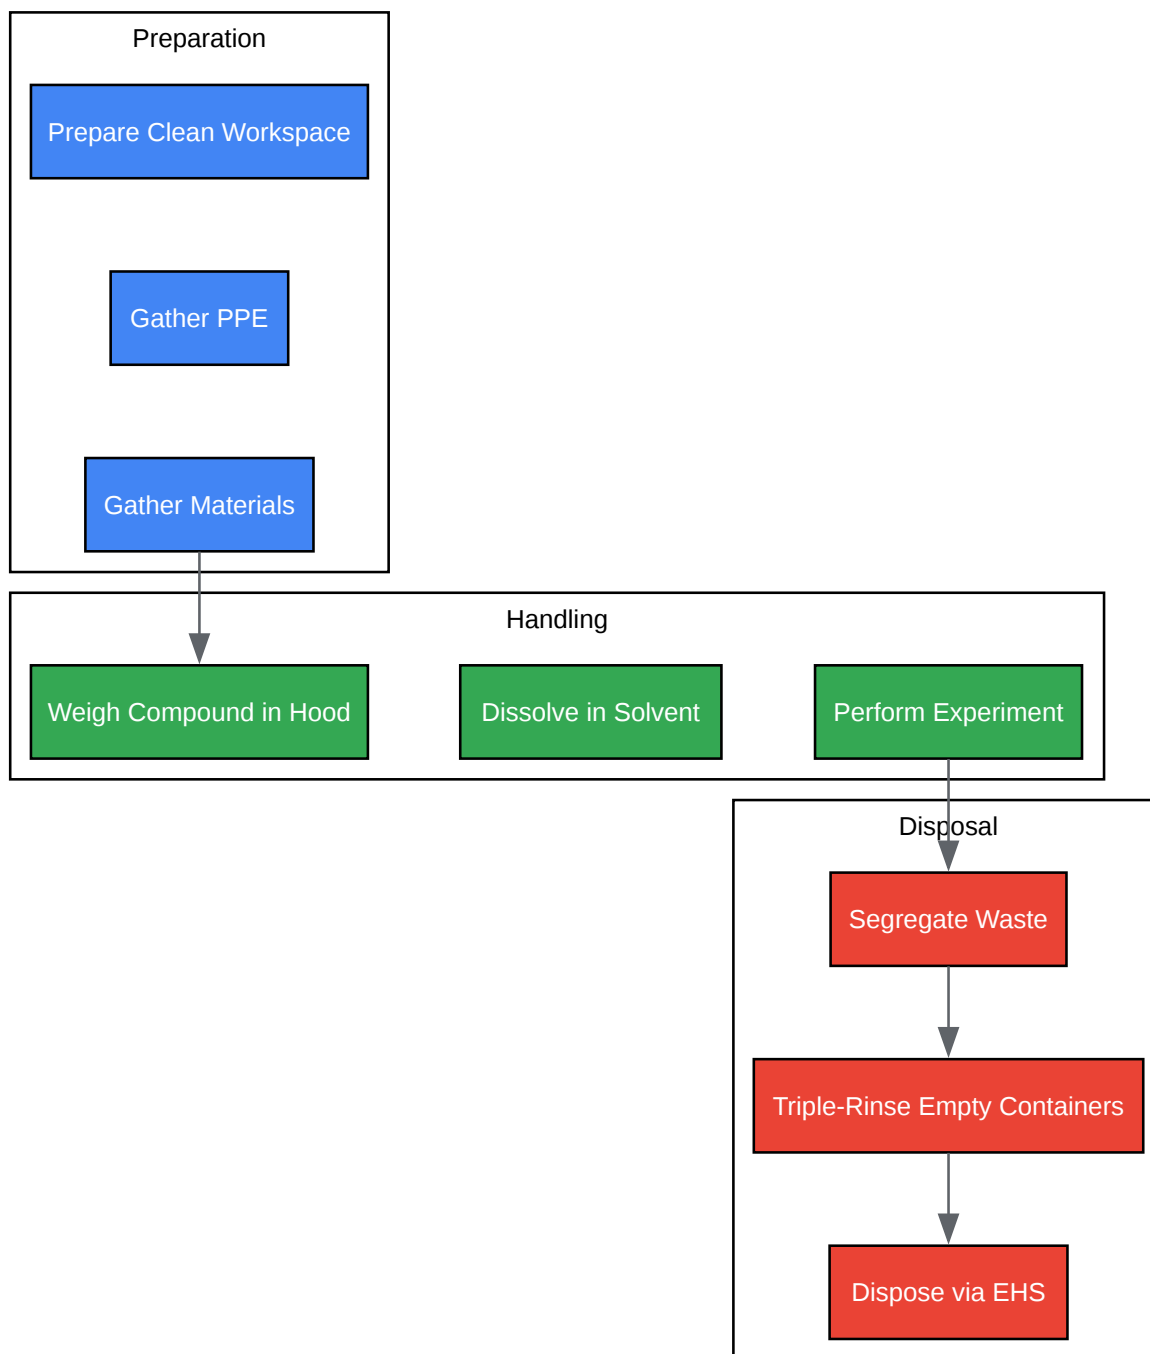 Preparation
Prepare Clean Workspace
Gather PPE
Gather Materials
Handling
Weigh Compound in Hood
Dissolve in Solvent
Perform Experiment
Disposal
Segregate Waste
Triple-Rinse Empty Containers
Dispose via EHS